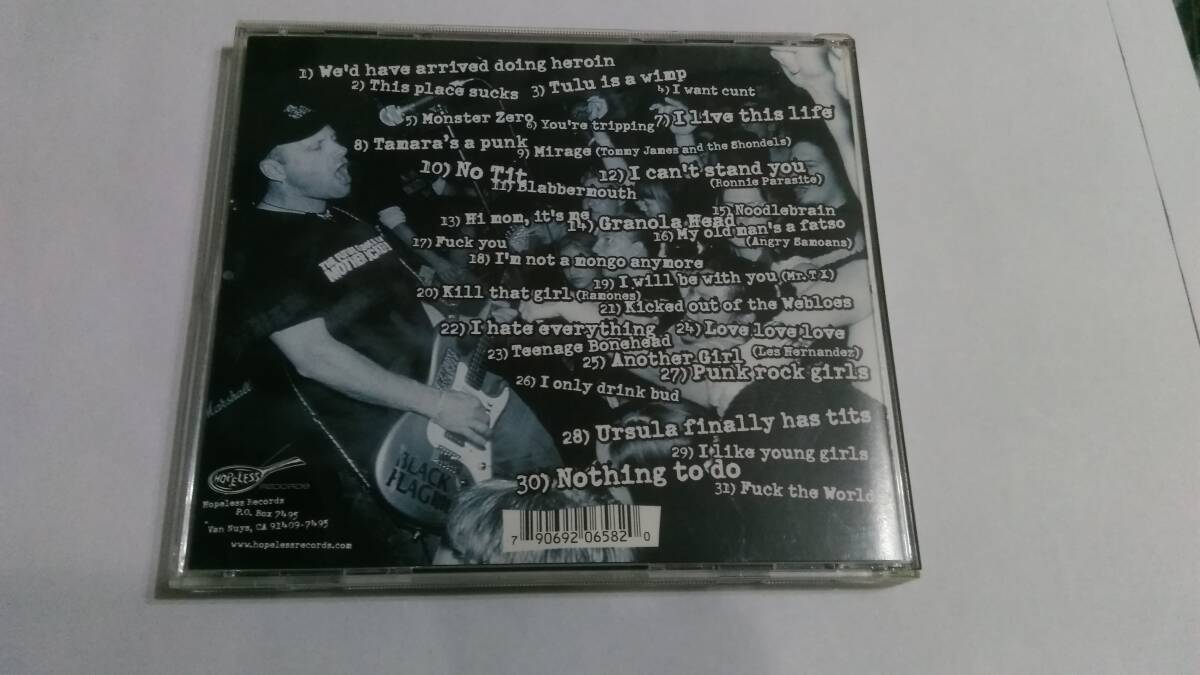 1) We'd have arrived doing heroin
2) This place sucks
3) Tulu is a wimp
4) I want cunt
5) Monster Zero
6) You're tripping
7) I live this life
8) Tamara's a punk
9) Mirage (Tommy James and the Shondels)
10) No Tit
11) Blabbermouth
12) I can't stand you
(Ronnie Parasite)
13) Hi mom, it's me
14) Granola Head
15) Noodlebrain
16) My old man's a fatso
(Angry Samoans)
17) Fuck you
18) I'm not a mongo anymore
19) I will be with you (Mr. T X)
20) Kill that girl (Ramones)
21) Kicked out of the Webloes
22) I hate everything
23) Teenage Bonehead
24) Love love love
25) Another Girl (Les Hernandez)
26) I only drink bud
27) Punk rock girls
28) Ursula finally has tits
29) I like young girls
30) Nothing to do
31) Fuck the World
Marshall
BLACK
FLAG
HOPELESS
RECORDS
Hopeless Records
P.O. Box 7495
Van Nuys, CA 91409-7495
www.hopelessrecords.com
7 90692 06582 0